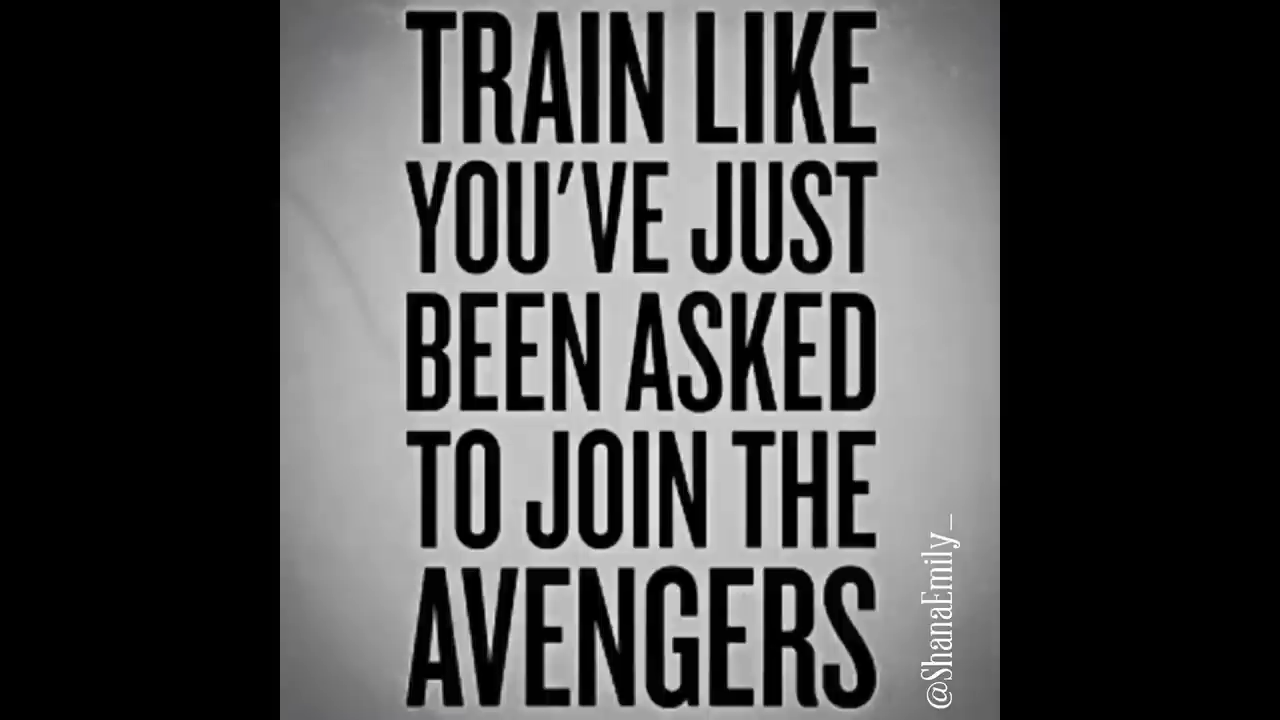 TRAIN LIKE
YOU'VE JUST
BEEN ASKED
TO JOIN THE
AVENGERS
@ShanaEmily_